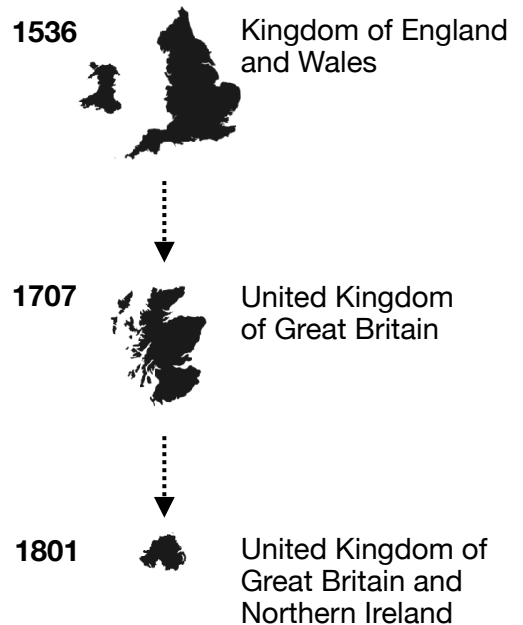 1536
Kingdom of England
and Wales
1707
United Kingdom
of Great Britain
1801
United Kingdom of
Great Britain and
Northern Ireland